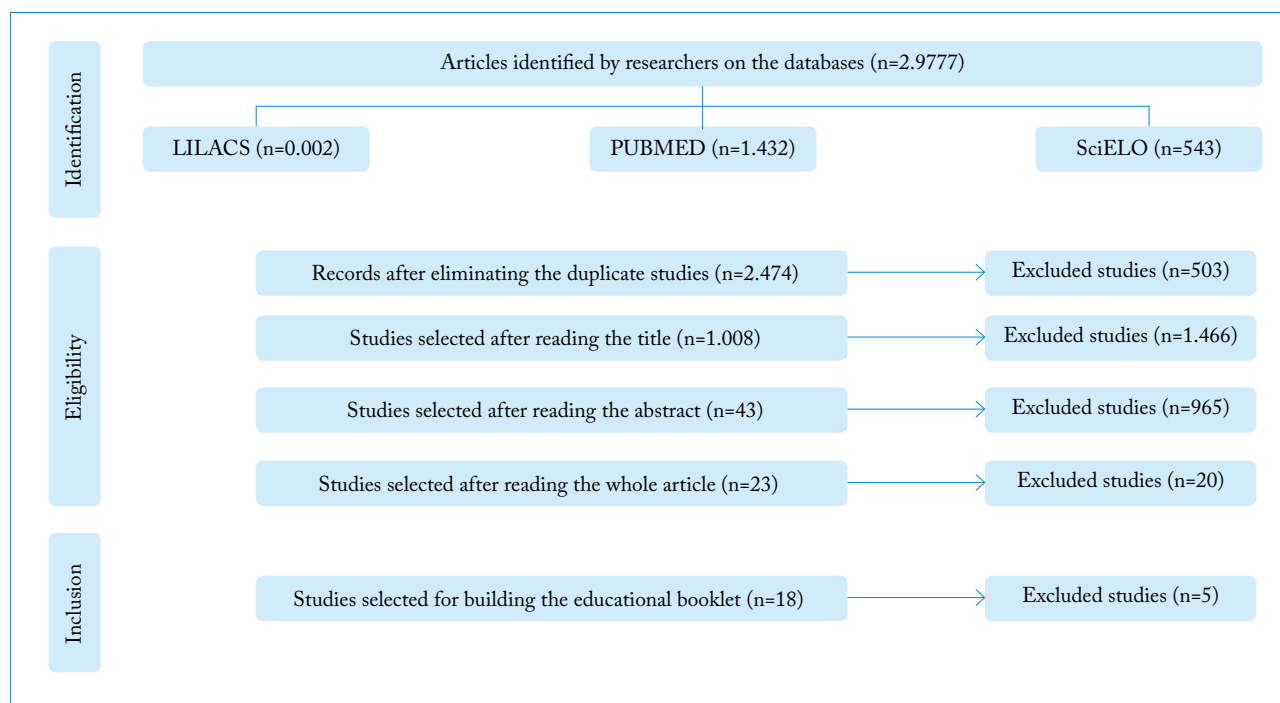 Identification
Articles identified by researchers on the databases (n=2.9777)
LILACS (n=0.002)
PUBMED (n=1.432)
SciELO (n=543)
Eligibility
Records after eliminating the duplicate studies (n=2.474)
Excluded studies (n=503)
Studies selected after reading the title (n=1.008)
Excluded studies (n=1.466)
Studies selected after reading the abstract (n=43)
Excluded studies (n=965)
Studies selected after reading the whole article (n=23)
Excluded studies (n=20)
Inclusion
Studies selected for building the educational booklet (n=18)
Excluded studies (n=5)